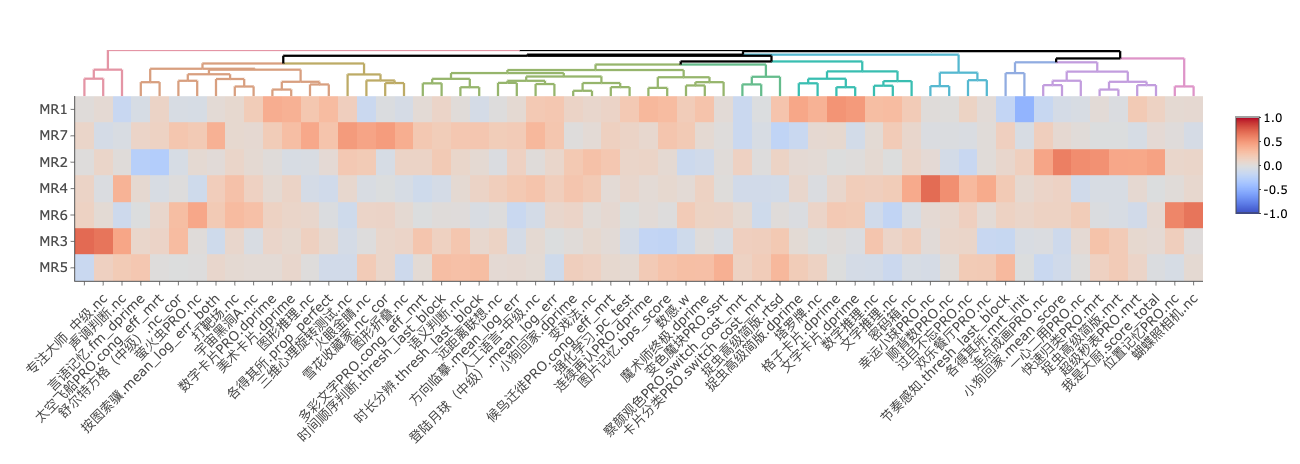 MR1
MR7
MR2
MR4
MR6
MR3
MR5
1.0
0.5
0.0
-0.5
-1.0
专注大师_中级.nc
声调判断.nc
言语记忆.fm_dprime
太空飞船PRO.cong_eff_mrt
舒尔特方格（中级）.nc_cor
萤火虫PRO.nc
按图索骥.mean_log_err_both
打靶场.nc
宇宙黑洞A.nc
美术卡片.dprime
数字卡片PRO.dprime
图形推理.nc
各得其所.prop_perfect
三维心理旋转测试.nc
火眼金睛.nc
雪花收藏家.nc_cor
图形折叠.nc
多彩文字PRO.cong_eff_mrt
时间顺序判断.thresh_last_block
语义判断.nc
时长分辨.thresh_last_block
远距离联想.nc
方向临摹.mean_log_err
人工语言-中级.nc
登陆月球（中级）.mean_log_err
小狗回家.dprime
变戏法.nc
候鸟迁徙PRO.cong_eff_mrt
强化学习.pc_test
连续再认PRO.dprime
图片记忆.bps_score
数感.w
魔术师终极.dprime
变色魔块PRO.ssrt
察颜观色PRO.switch_cost_mrt
卡片分类PRO.switch_cost_mrt
捉虫高级简版.rtsd
捉虫高级简版.dprime
塔罗牌.nc
格子卡片.dprime
文字卡片.dprime
数字推理.nc
文字推理.nc
密码箱.nc
幸运小球PRO.nc
顺背数PRO.nc
过目不忘PRO.nc
欢乐餐厅PRO.nc
节奏感知.thresh_last_block
各得其所.mrt_init
连点成画PRO.nc
小狗回家.mean_score
一心二用PRO.nc
快速归类PRO.mrt
捉虫高级简版.mrt
超级秒表PRO.mrt
我是大厨.score_total
位置记忆PRO.nc
蝴蝶照相机.nc